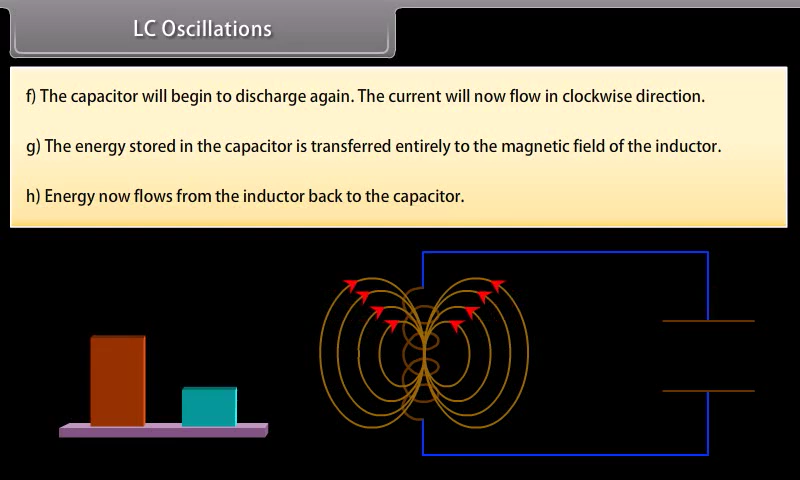 LC Oscillations
f) The capacitor will begin to discharge again. The current will now flow in clockwise direction.
g) The energy stored in the capacitor is transferred entirely to the magnetic field of the inductor.
h) Energy now flows from the inductor back to the capacitor.